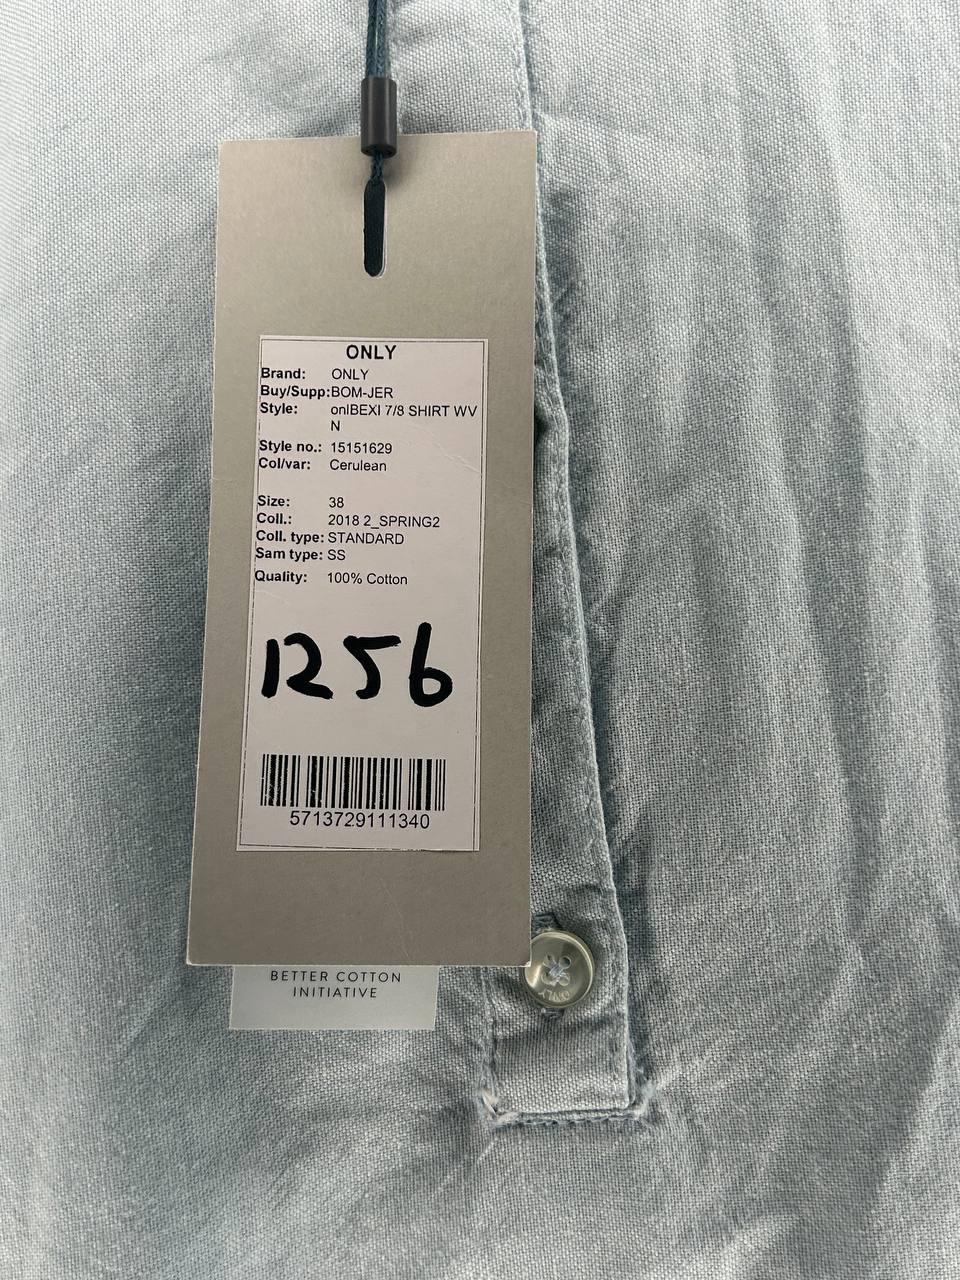 ONLY
Brand: ONLY
Buy/Supp: BOM-JER
Style: onlBEXI 7/8 SHIRT WV
N
Style no.: 15151629
Col/var: Cerulean
Size: 38
Coll.: 2018 2_SPRING2
Coll. type: STANDARD
Sam type: SS
Quality: 100% Cotton
1256
5713729111340
BETTER COTTON
INITIATIVE
ONLY